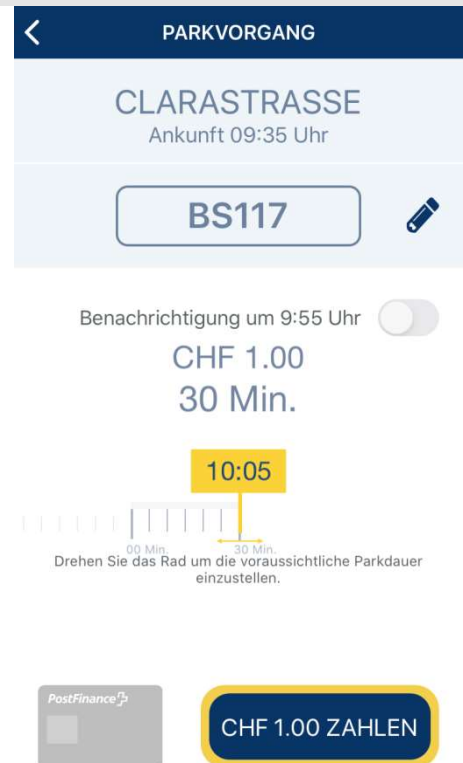 PARKVORGANG
CLARASTRASSE
Ankunft 09:35 Uhr
BS117
Benachrichtigung um 9:55 Uhr
CHF 1.00
30 Min.
10:05
00 Min. 30 Min.
Drehen Sie das Rad um die voraussichtliche Parkdauer
einzustellen.
PostFinance
CHF 1.00 ZAHLEN